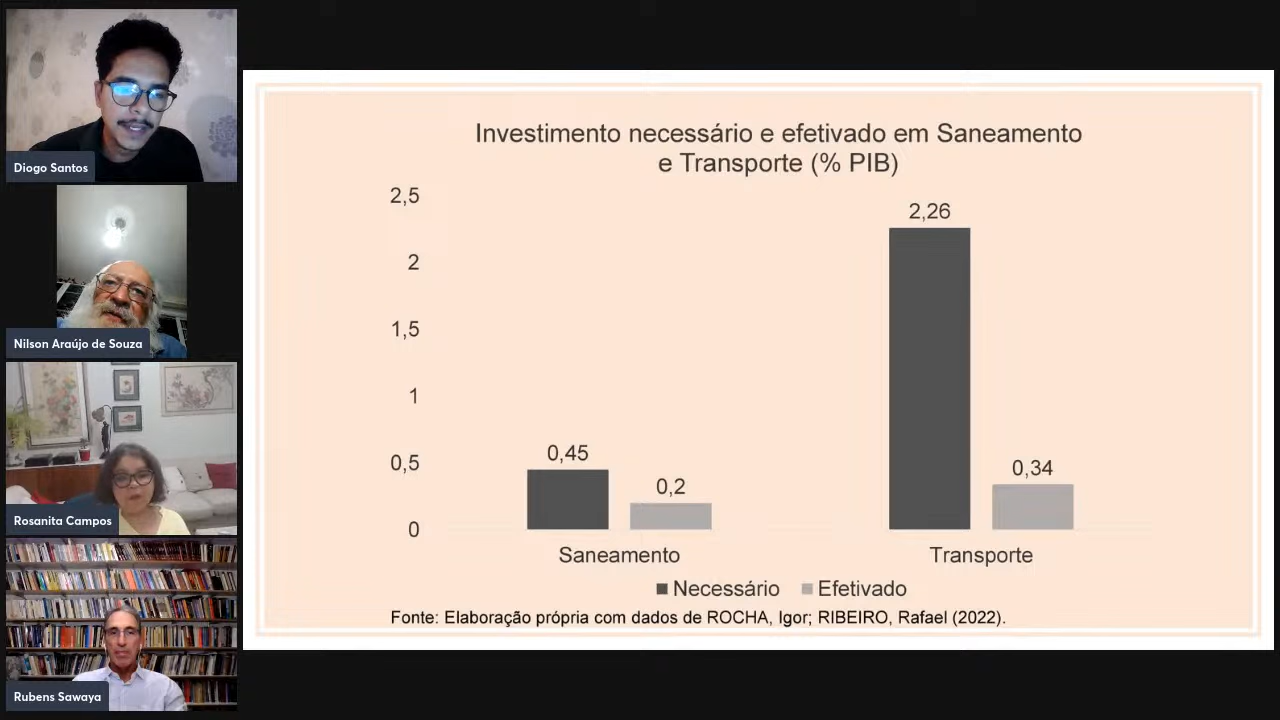 Diogo Santos
Nilson Araújo de Souza
Rosanita Campos
Rubens Sawaya
Investimento necessário e efetivado em Saneamento
e Transporte (% PIB)
2,5
2
1,5
1
0,5
0
0,45
0,2
2,26
0,34
Saneamento
Transporte
Necessário
Efetivado
Fonte: Elaboração própria com dados de ROCHA, Igor; RIBEIRO, Rafael (2022).